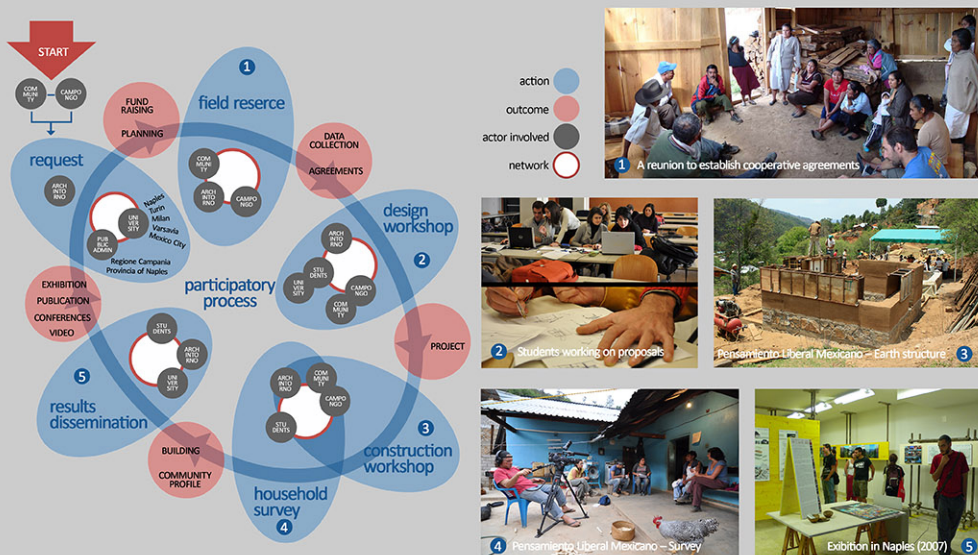 START
COM
MUNI
TY
CAMPO
NGO
FUND
RAISING
PLANNING
1
field reserce
COM
MUNI
TY
ARCH
INTO
RNO
CAMPO
NGO
DATA
COLLECTION
AGREEMENTS
request
ARCH
INTO
RNO
UNI
VER
SITY
PUB
BLIC
ADMIN
Naples
Turin
Milan
Varsavia
Mexico City
Regione Campania
Provincia of Naples
design
workshop
2
ARCH
INTO
RNO
STU
DENTS
UNI
VER
SITY
CAMPO
NGO
COM
MUNI
TY
participatory
process
EXHIBITION
PUBLICATION
CONFERENCES
VIDEO
PROJECT
STU
DENTS
ARCH
INTO
RNO
UNI
VER
SITY
5
results
dissemination
ARCH
INTO
RNO
COM
MUNI
TY
CAMPO
NGO
STU
DENTS
3
construction
workshop
BUILDING
COMMUNITY
PROFILE
household
survey
4
action
outcome
actor involved
network
1 A reunion to establish cooperative agreements
2 Students working on proposals
Pensamiento Liberal Mexicano – Earth structure 3
4 Pensamiento Liberal Mexicano – Survey
Exibition in Naples (2007) 5